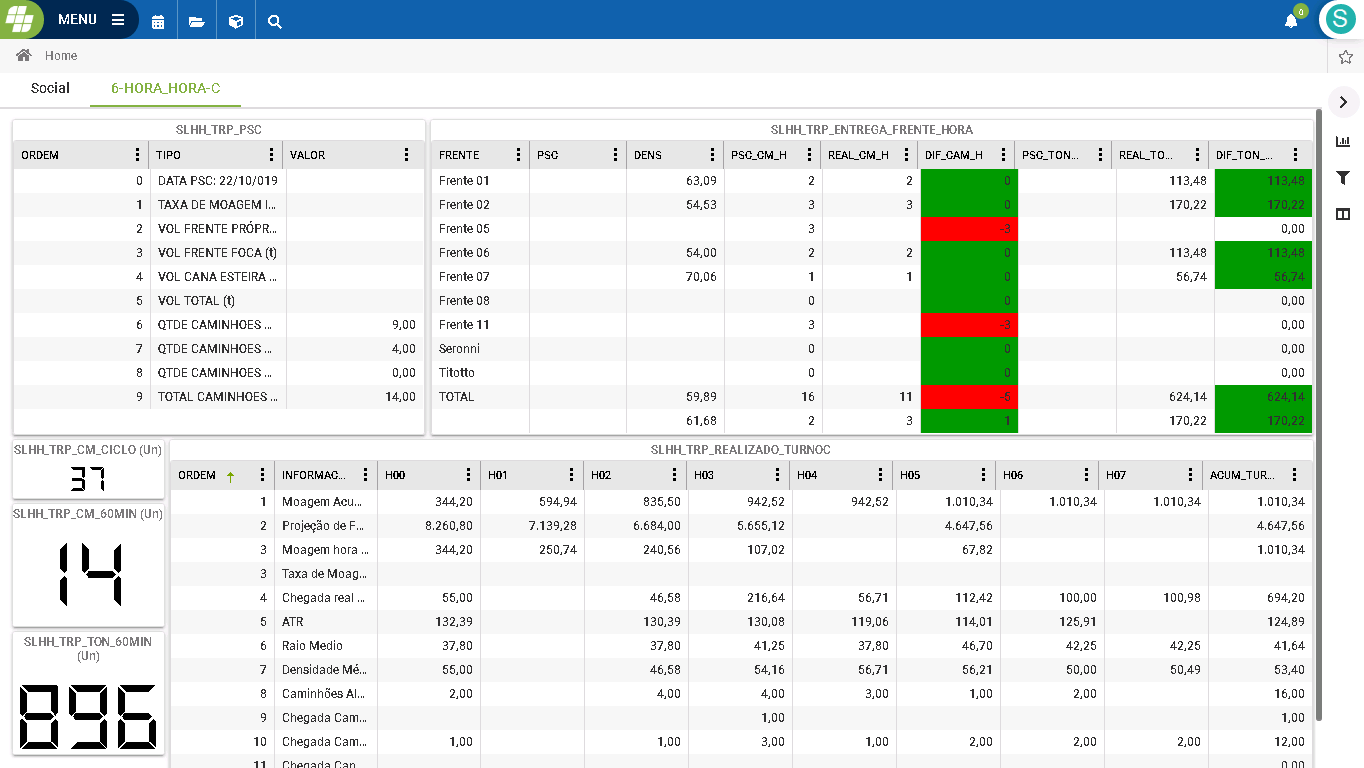 MENU
0
S
Home
Social 6-HORA_HORA-C
SLHH_TRP_PSC
ORDEM TIPO VALOR
0 DATA PSC: 22/10/019
1 TAXA DE MOAGEM I...
2 VOL FRENTE PRÓPR...
3 VOL FRENTE FOCA (t)
4 VOL CANA ESTEIRA ...
5 VOL TOTAL (t)
6 QTDE CAMINHOES ... 9,00
7 QTDE CAMINHOES ... 4,00
8 QTDE CAMINHOES ... 0,00
9 TOTAL CAMINHOES ... 14,00
SLHH_TRP_ENTREGA_FRENTE_HORA
FRENTE PSC DENS PSC_CM_H REAL_CM_H DIF_CAM_H PSC_TON... REAL_TO... DIF_TON_...
Frente 01 63,09 2 2 0 113,48 113,48
Frente 02 54,53 3 3 0 170,22 170,22
Frente 05 3 3 0,00
Frente 06 54,00 2 2 0 113,48 113,48
Frente 07 70,06 1 1 0 56,74 56,74
Frente 08 0 0 0,00
Frente 11 3 3 0,00
Seronni 0 0 0,00
Titotto 0 0 0,00
TOTAL 59,89 16 11 5 624,14 624,14
61,68 2 3 1 170,22 170,22
SLHH_TRP_CM_CICLO (Un)
37
SLHH_TRP_CM_60MIN (Un)
14
SLHH_TRP_TON_60MIN
(Un)
896
SLHH_TRP_REALIZADO_TURNOC
ORDEM INFORMAC... H00 H01 H02 H03 H04 H05 H06 H07 ACUM_TUR...
1 Moagem Acu... 344,20 594,94 835,50 942,52 942,52 1.010,34 1.010,34 1.010,34 1.010,34
2 Projeção de F... 8.260,80 7.139,28 6.684,00 5.655,12 4.647,56 4.647,56
3 Moagem hora ... 344,20 250,74 240,56 107,02 67,82 1.010,34
3 Taxa de Moag...
4 Chegada real ... 55,00 46,58 216,64 56,71 112,42 100,00 100,98 694,20
5 ATR 132,39 130,39 130,08 119,06 114,01 125,91 124,89
6 Raio Medio 37,80 37,80 41,25 37,80 46,70 42,25 42,25 41,64
7 Densidade Mé... 55,00 46,58 54,16 56,71 56,21 50,00 50,49 53,40
8 Caminhões Al... 2,00 4,00 4,00 3,00 1,00 2,00 16,00
9 Chegada Cam... 1,00 1,00
10 Chegada Cam... 1,00 1,00 3,00 1,00 2,00 2,00 2,00 12,00
11 Chegada Can... 0,00